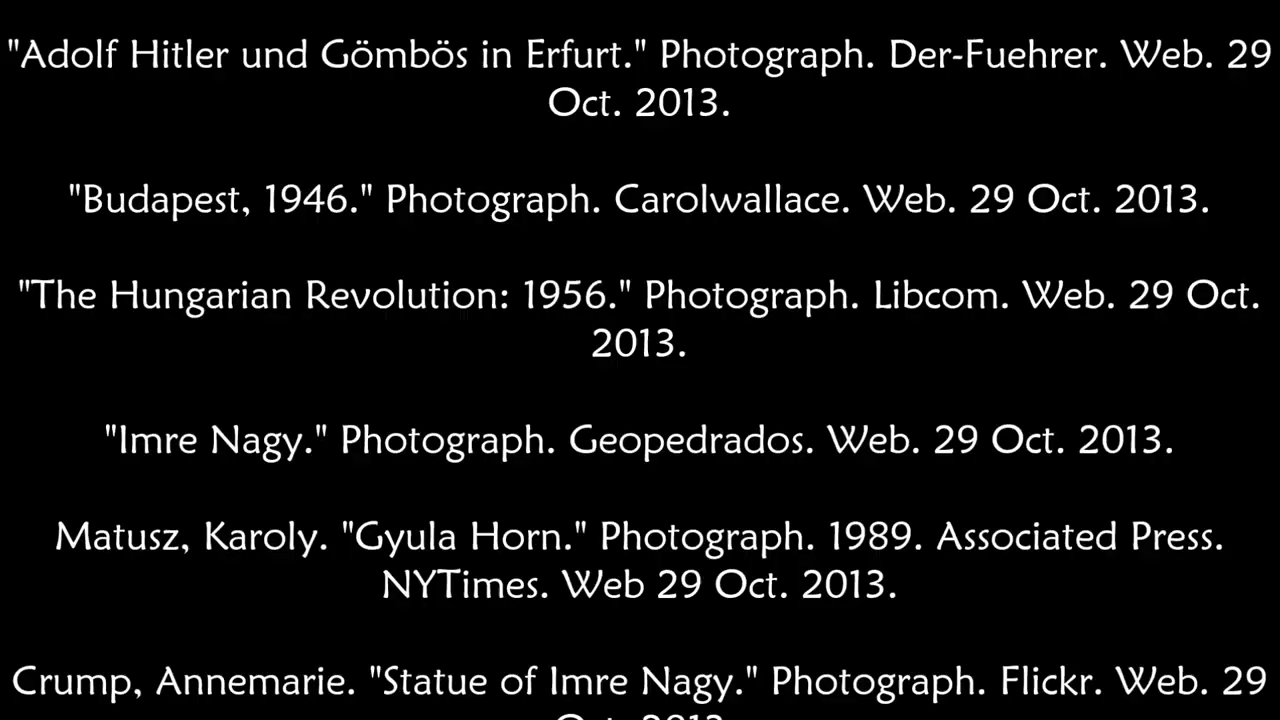 "Adolf Hitler und Gömbös in Erfurt." Photograph. Der-Fuehrer. Web. 29
Oct. 2013.
"Budapest, 1946." Photograph. Carolwallace. Web. 29 Oct. 2013.
"The Hungarian Revolution: 1956." Photograph. Libcom. Web. 29 Oct.
2013.
"Imre Nagy." Photograph. Geopedrados. Web. 29 Oct. 2013.
Matusz, Karoly. "Gyula Horn." Photograph. 1989. Associated Press.
NYTimes. Web 29 Oct. 2013.
Crump, Annemarie. "Statue of Imre Nagy." Photograph. Flickr. Web. 29
Oct. 2013.